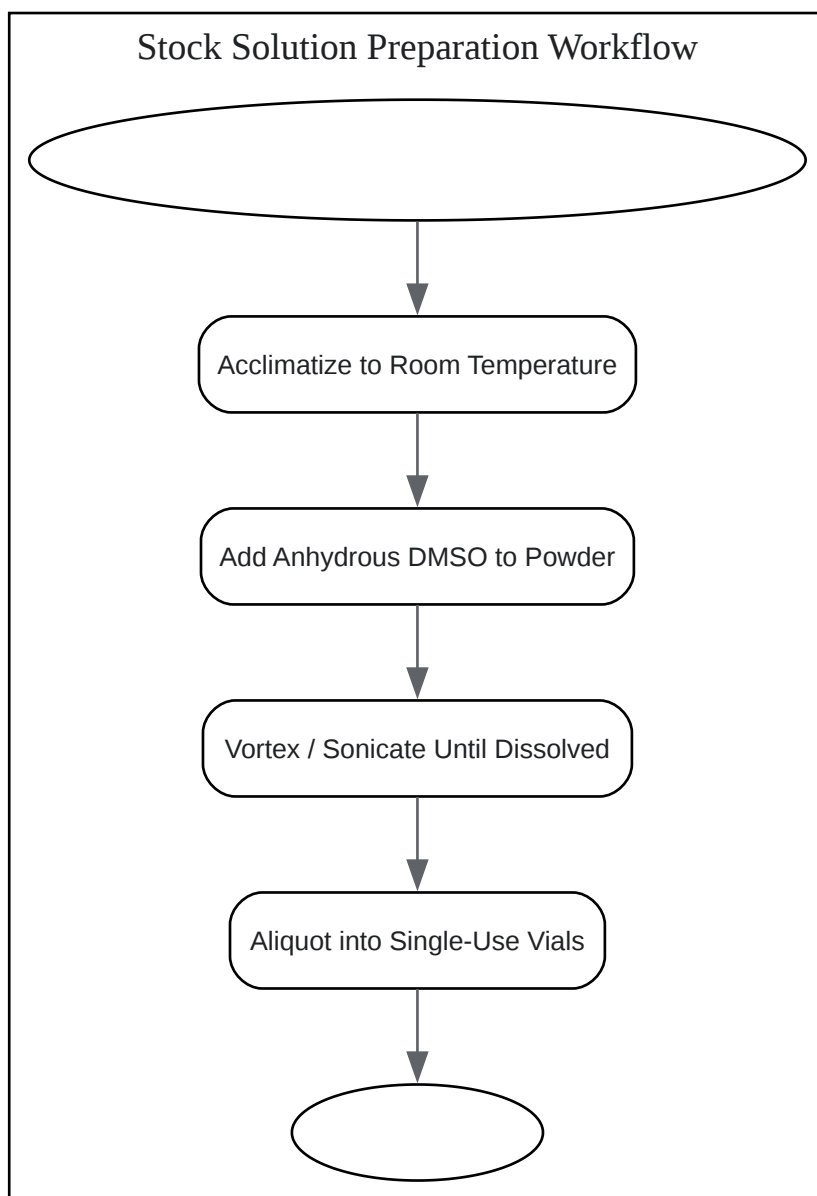 Stock Solution Preparation Workflow
Acclimatize to Room Temperature
Add Anhydrous DMSO to Powder
Vortex / Sonicate Until Dissolved
Aliquot into Single-Use Vials